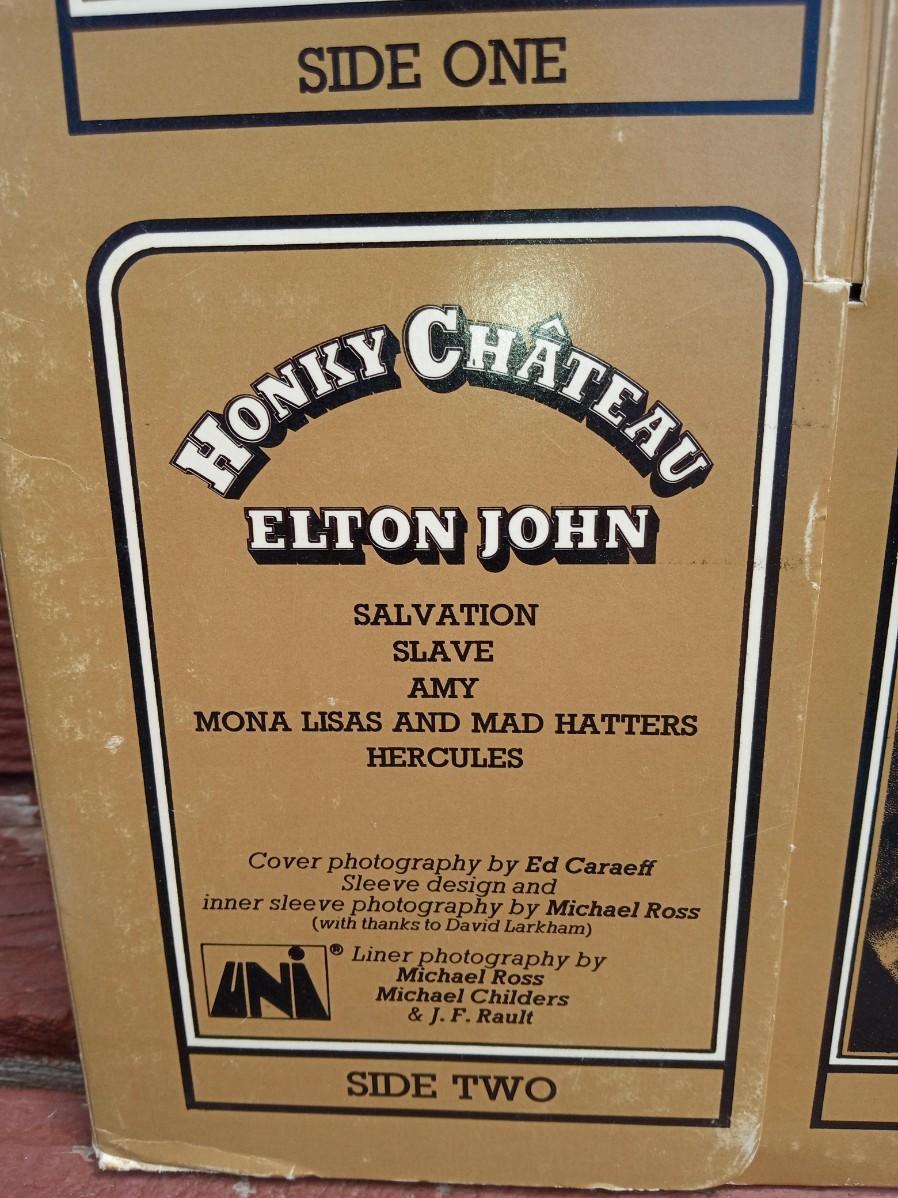 SIDE ONE
HONKY CHÂTEAU
ELTON JOHN
SALVATION
SLAVE
AMY
MONA LISAS AND MAD HATTERS
HERCULES
Cover photography by Ed Caraeff
Sleeve design and
inner sleeve photography by Michael Ross
(with thanks to David Larkham)
UNI ® Liner photography by
Michael Ross
Michael Childers
& J. F. Rault
SIDE TWO